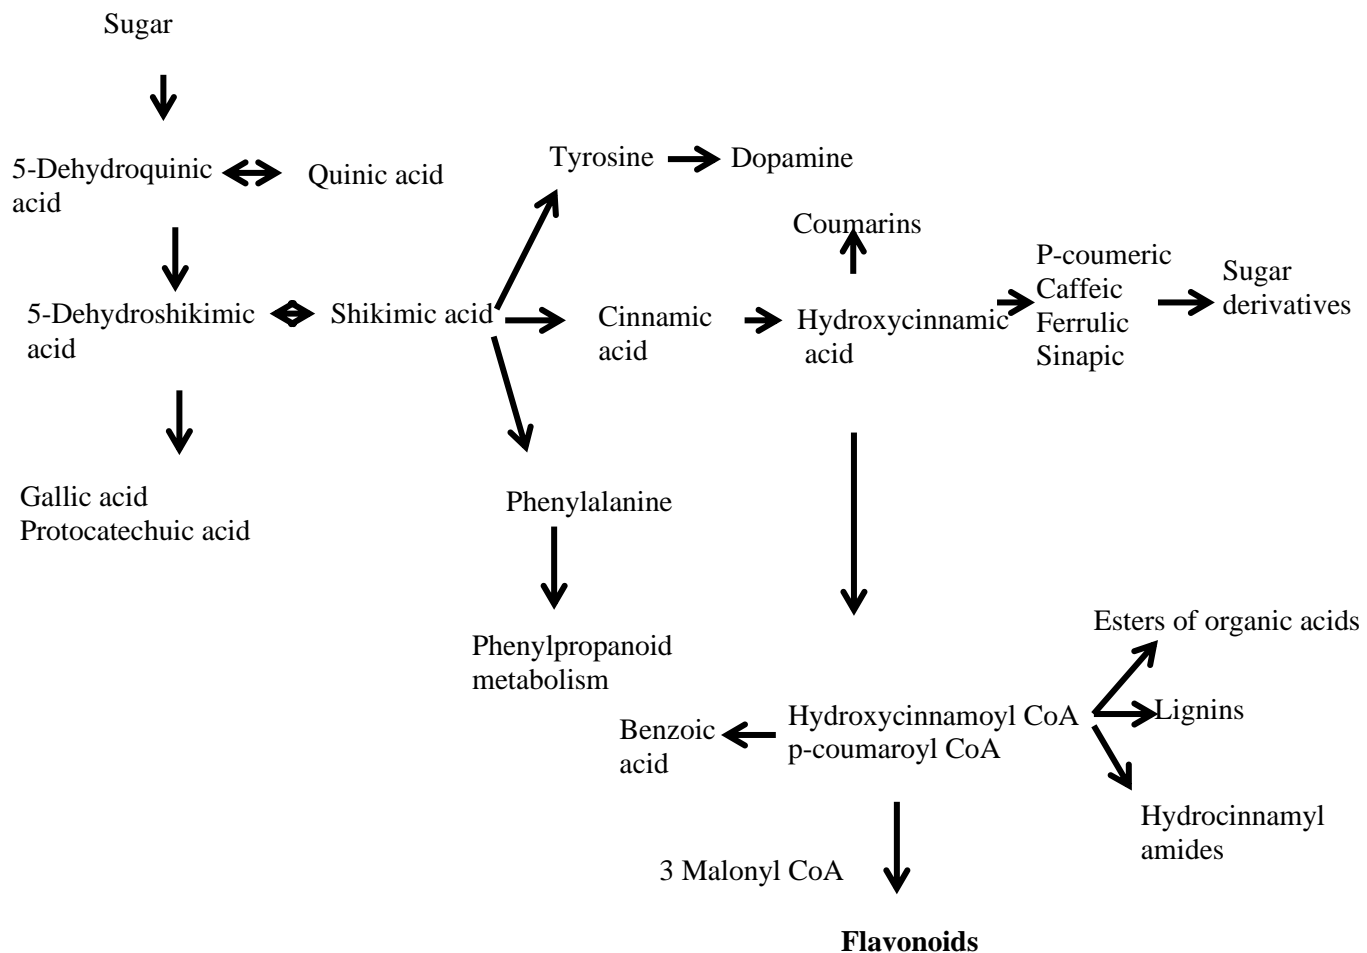 Sugar
5-Dehydroquinic
acid
Quinic acid
Tyrosine
Dopamine
Coumarins
5-Dehydroshikimic
acid
Shikimic acid
Cinnamic
acid
Hydroxycinnamic
acid
P-coumeric
Caffeic
Ferrulic
Sinapic
Sugar
derivatives
Gallic acid
Protocatechuic acid
Phenylalanine
Phenylpropanoid
metabolism
Benzoic
acid
Hydroxycinnamoyl CoA
p-coumaroyl CoA
Esters of organic acids
Lignins
Hydrocinnamyl
amides
3 Malonyl CoA
Flavonoids